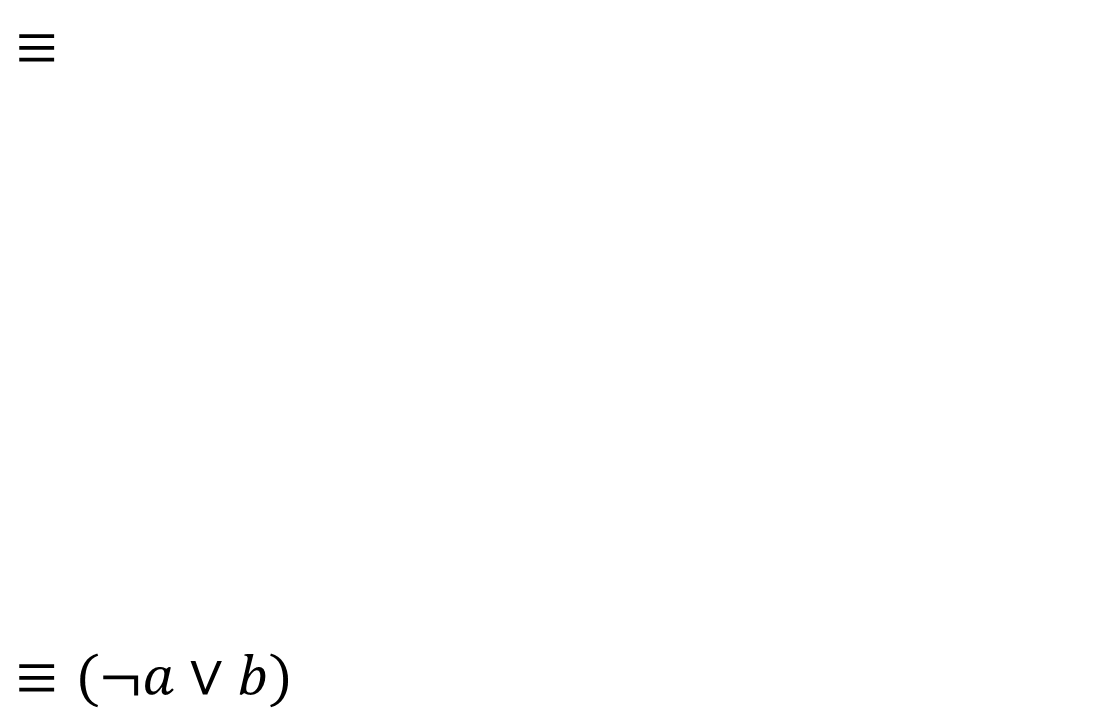 ≡
≡ (¬a ∨ b)